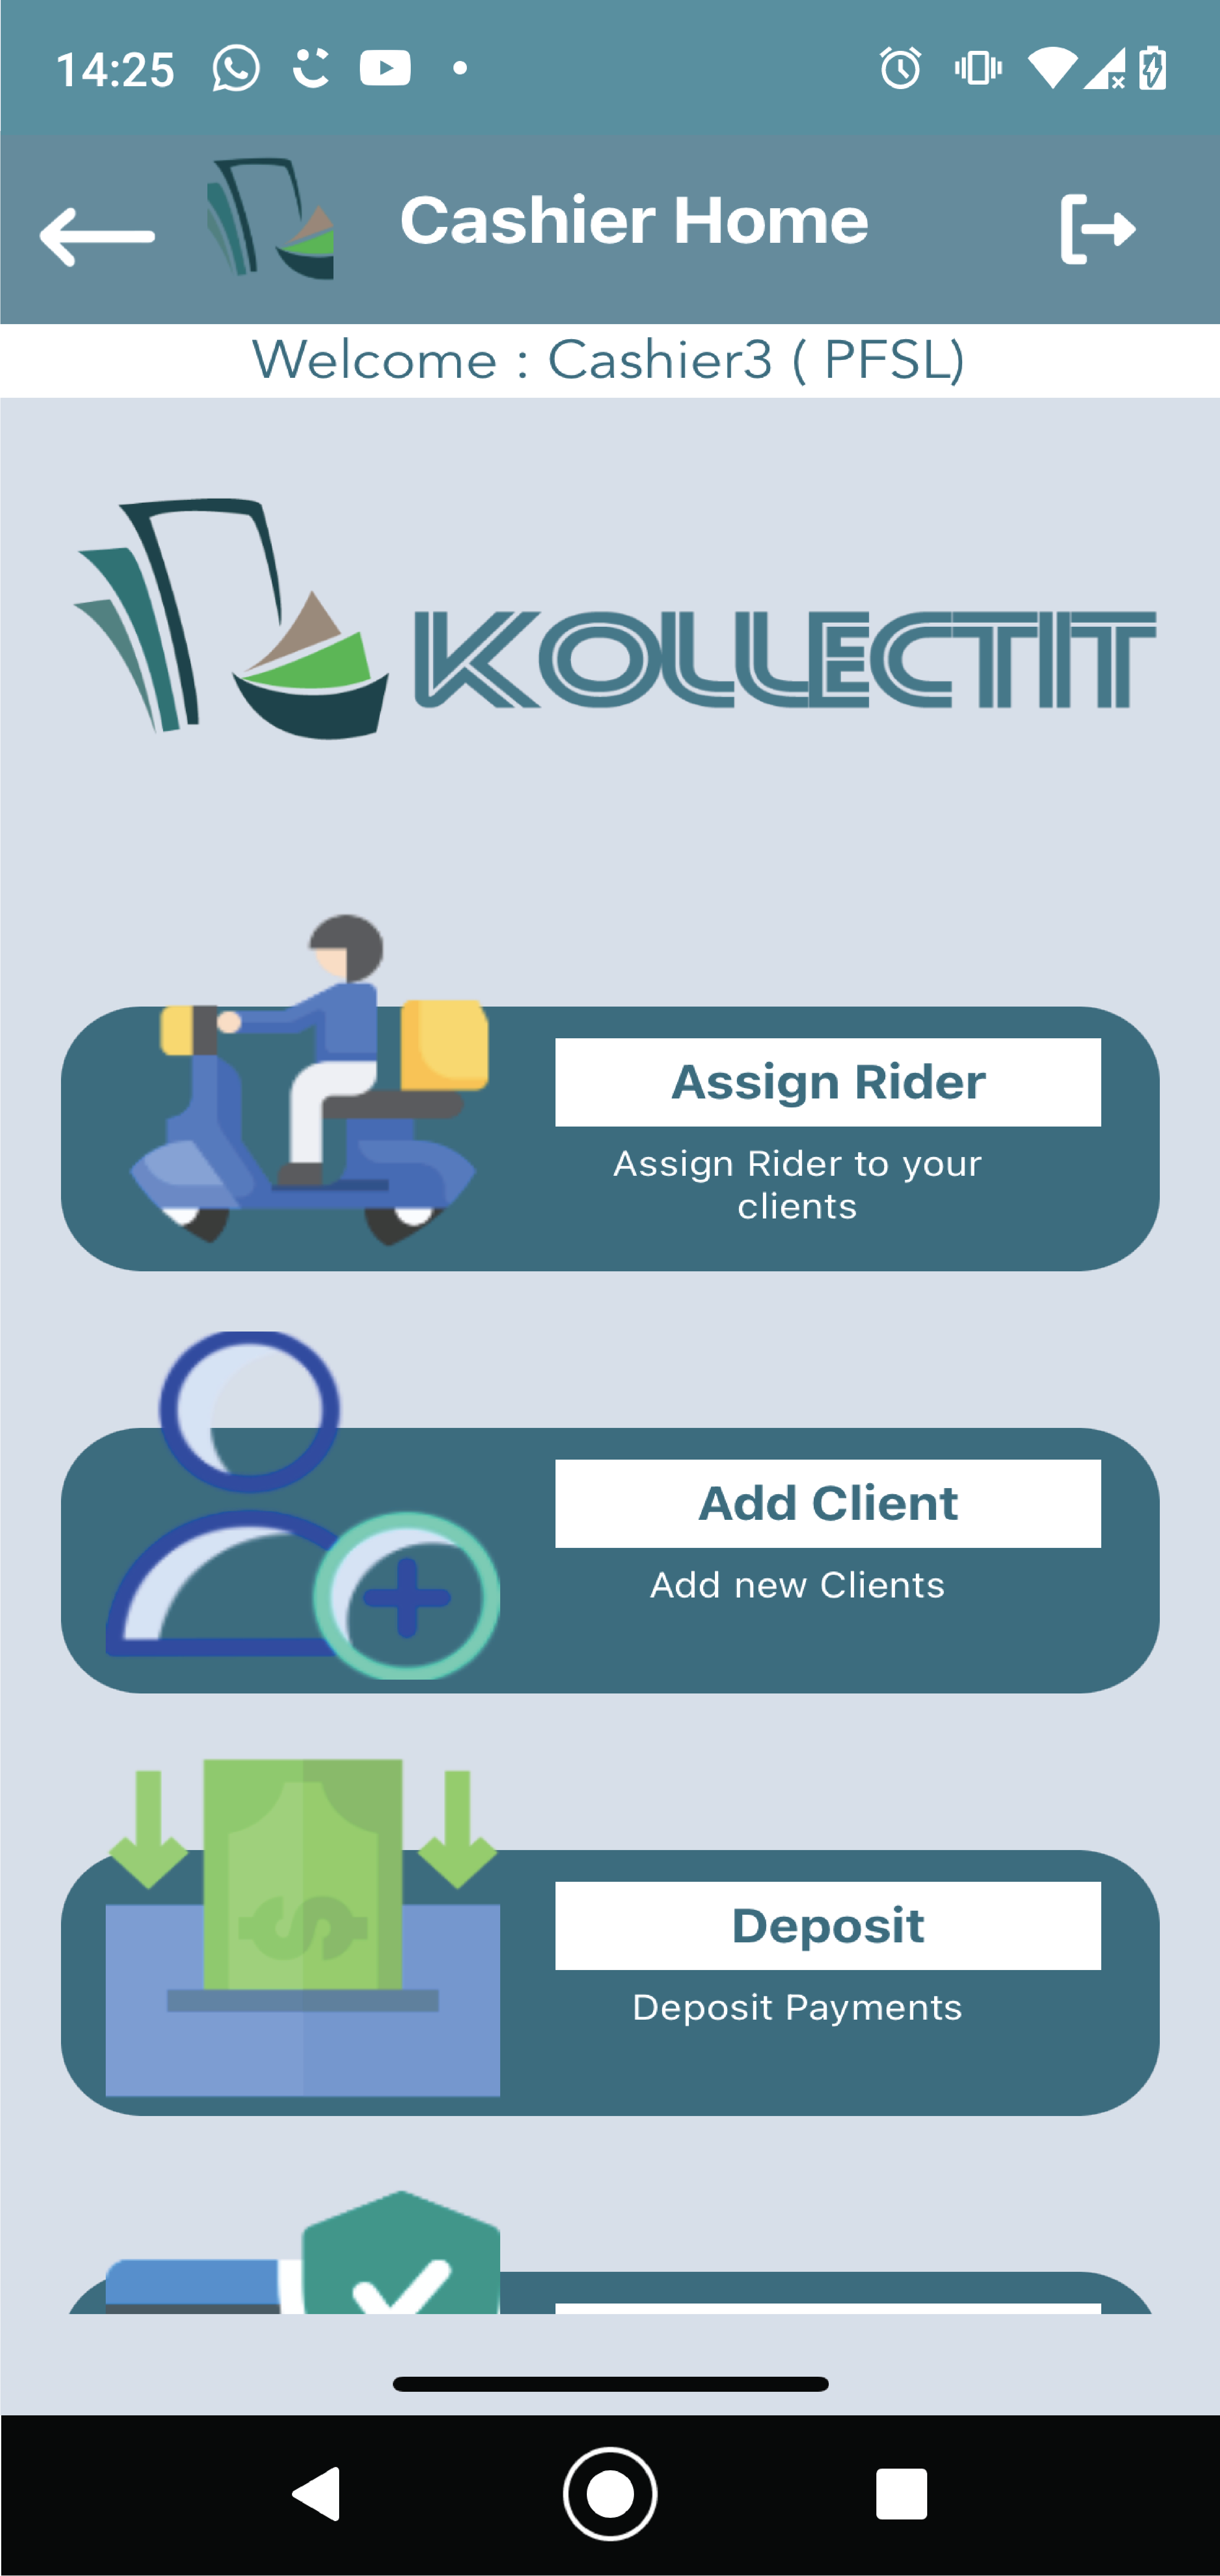 14:25
Cashier Home
Welcome : Cashier3 ( PFSL)
KOLLECTIT
Assign Rider
Assign Rider to your
clients
Add Client
Add new Clients
Deposit
Deposit Payments